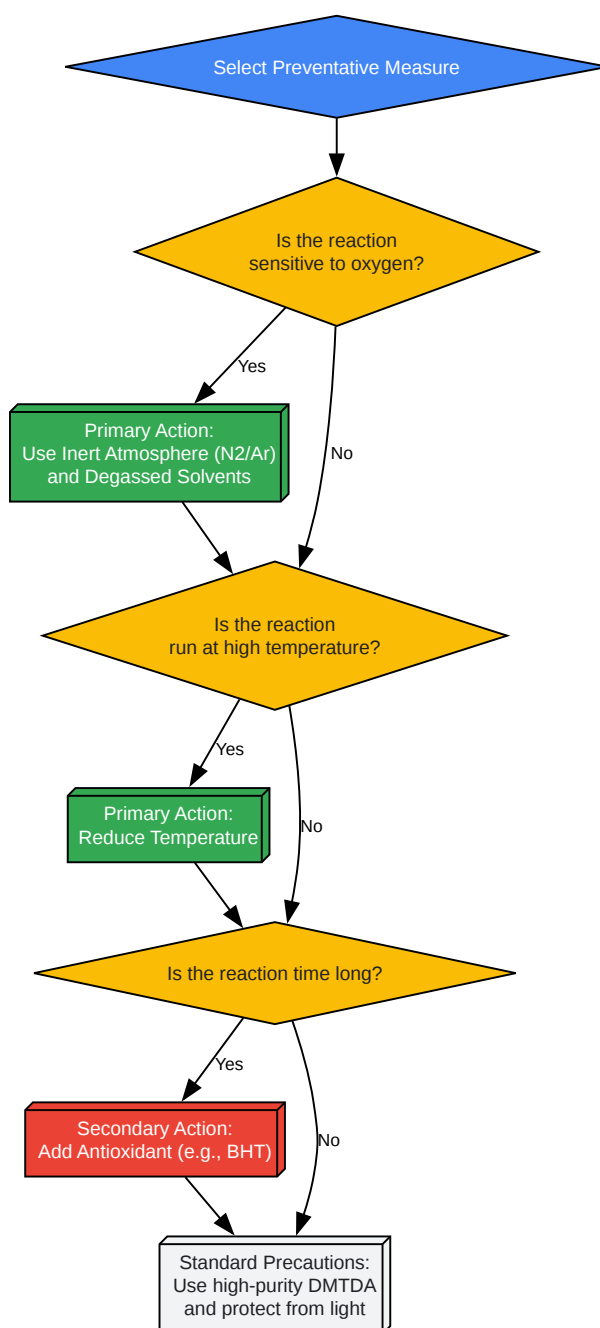 Select Preventative Measure
Is the reaction
sensitive to oxygen?
Yes
Primary Action:
Use Inert Atmosphere (N2/Ar)
and Degassed Solvents
No
Is the reaction
run at high temperature?
Yes
Primary Action:
Reduce Temperature
No
Is the reaction time long?
Yes
Secondary Action:
Add Antioxidant (e.g., BHT)
No
Standard Precautions:
Use high-purity DMTDA
and protect from light